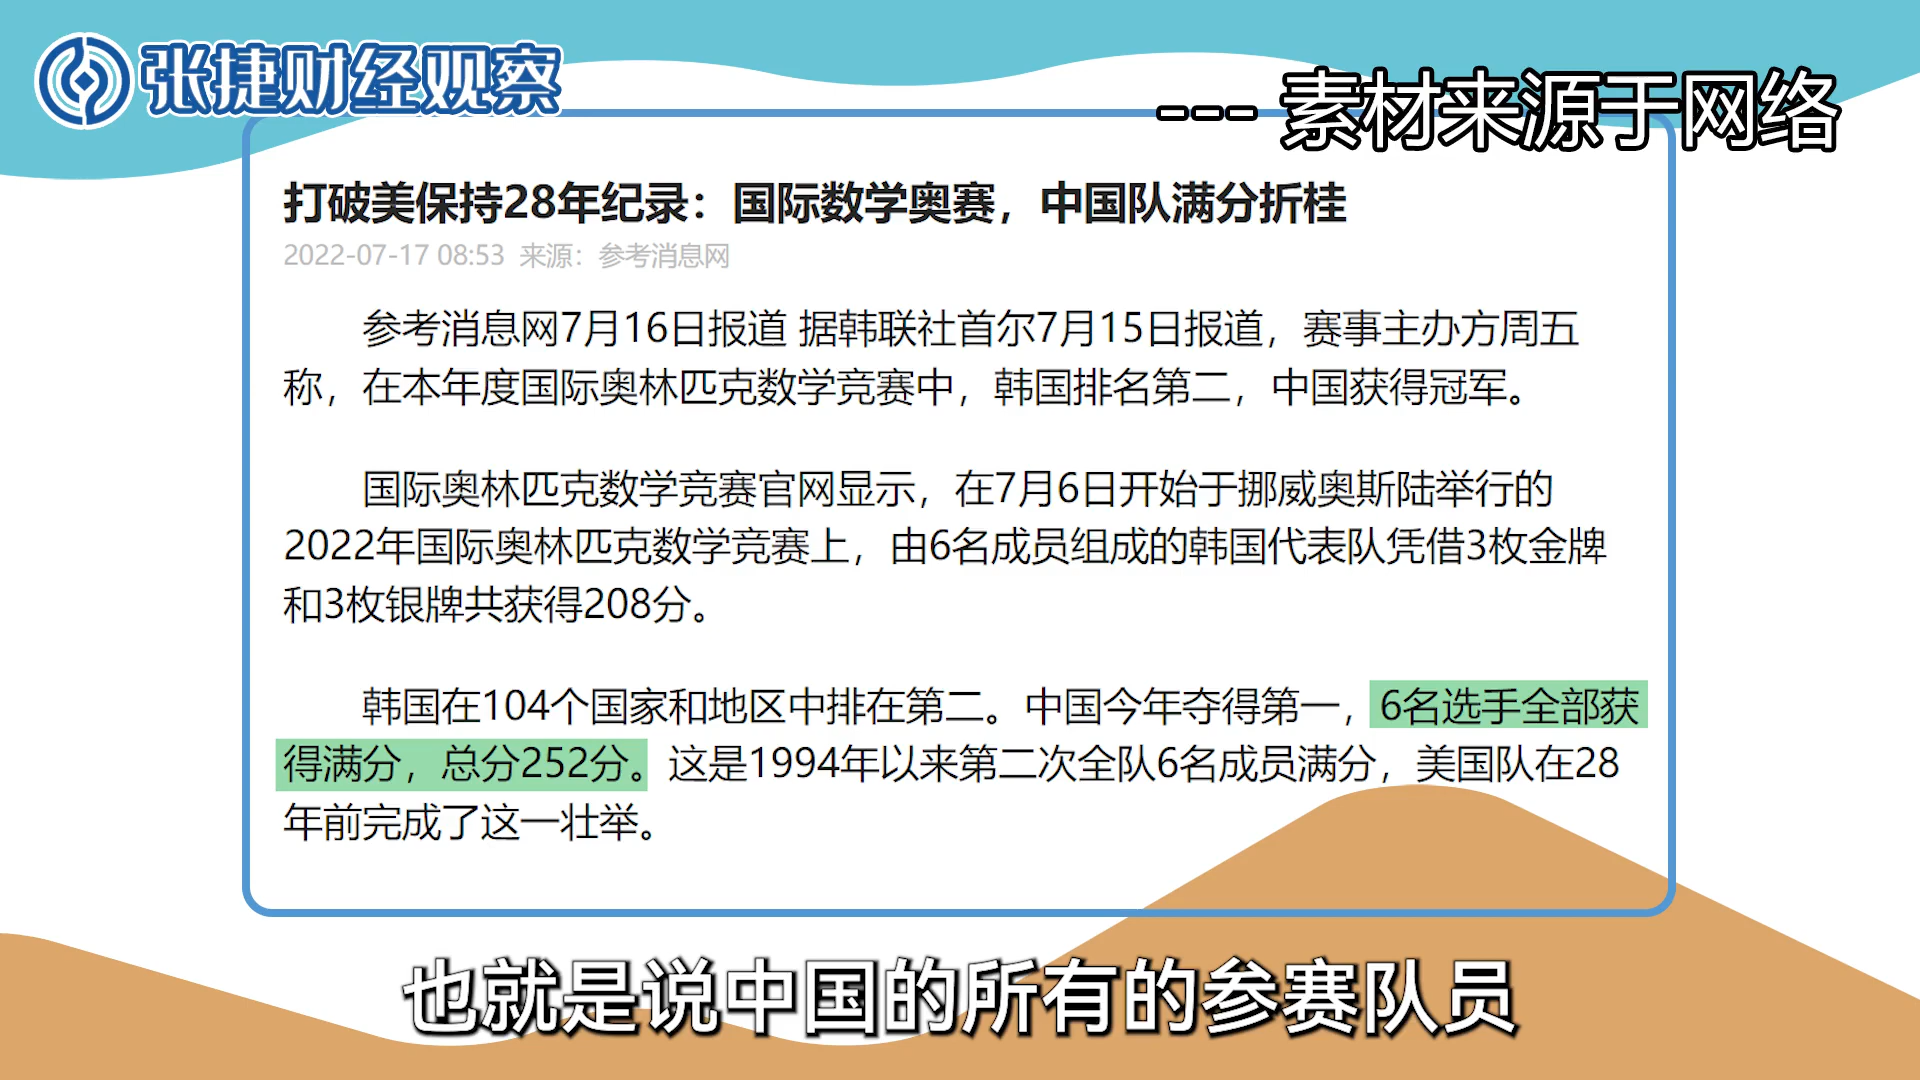 张捷财经观察
--- 素材来源于网络
打破美保持28年纪录：国际数学奥赛，中国队满分折桂
2022-07-17 08:53 来源：参考消息网
参考消息网7月16日报道 据韩联社首尔7月15日报道，赛事主办方周五
称，在本年度国际奥林匹克数学竞赛中，韩国排名第二，中国获得冠军。
国际奥林匹克数学竞赛官网显示，在7月6日开始于挪威奥斯陆举行的
2022年国际奥林匹克数学竞赛上，由6名成员组成的韩国代表队凭借3枚金牌
和3枚银牌共获得208分。
韩国在104个国家和地区中排在第二。中国今年夺得第一，6名选手全部获
得满分，总分252分。这是1994年以来第二次全队6名成员满分，美国队在28
年前完成了这一壮举。
也就是说中国的所有的参赛队员